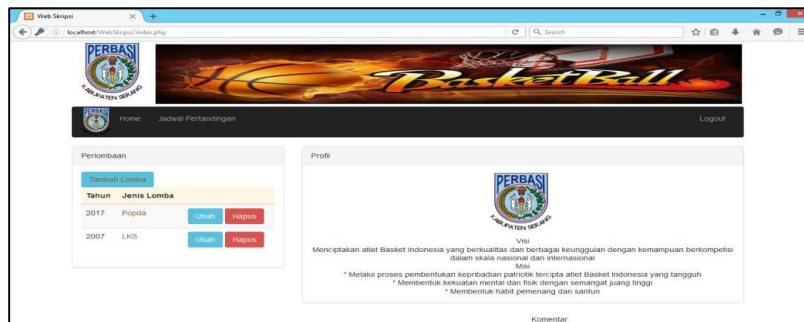 Web Skripsi
localhost/WebSkripsi/index.php
Search
PERBASI
KABUPATEN SERANG
BasketBall
PERBASI
Home
Jadwal Pertandingan
Logout
Perlombaan
Tambah Lomba
Tahun Jenis Lomba
2017 Popda Ubah Hapus
2007 LKS Ubah Hapus
Profil
PERBASI
KABUPATEN SERANG
Visi
Menciptakan atlet Basket Indonesia yang berkualitas dan berbagai keunggulan dengan kemampuan berkompetisi
dalam skala nasional dan internasional
Misi
* Melalui proses pembentukan kepribadian patriotik tercipta atlet Basket Indonesia yang tangguh
* Membentuk kekuatan mental dan fisik dengan semangat juang tinggi
* Membentuk habit pemenang dan santun
Komentar